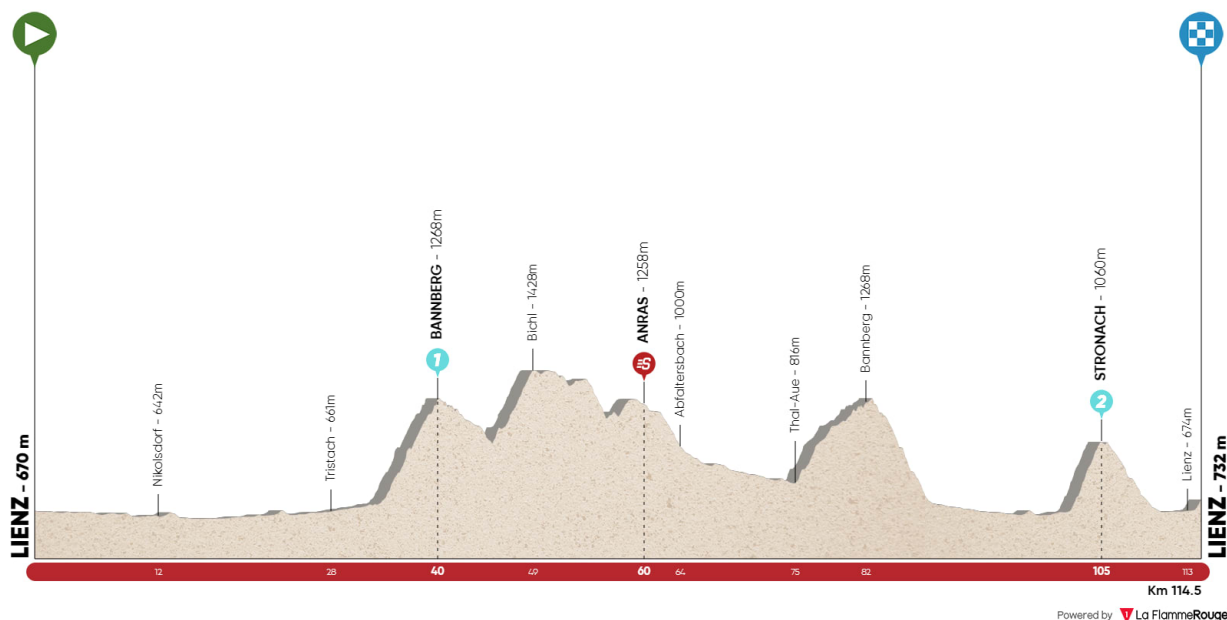 LIENZ - 670 m
Nikolsdorf - 642m
Tristach - 661m
BANNBERG - 1268m
1
Bichl - 1428m
ANRAS - 1258m
S
Abfaltersbach - 1000m
Thal-Aue - 816m
Bannberg - 1268m
STRONACH - 1060m
2
Lienz - 674m
LIENZ - 732 m
12 28 40 49 60 64 75 82 105 113
Km 114.5
Powered by 1 La FlammeRouge